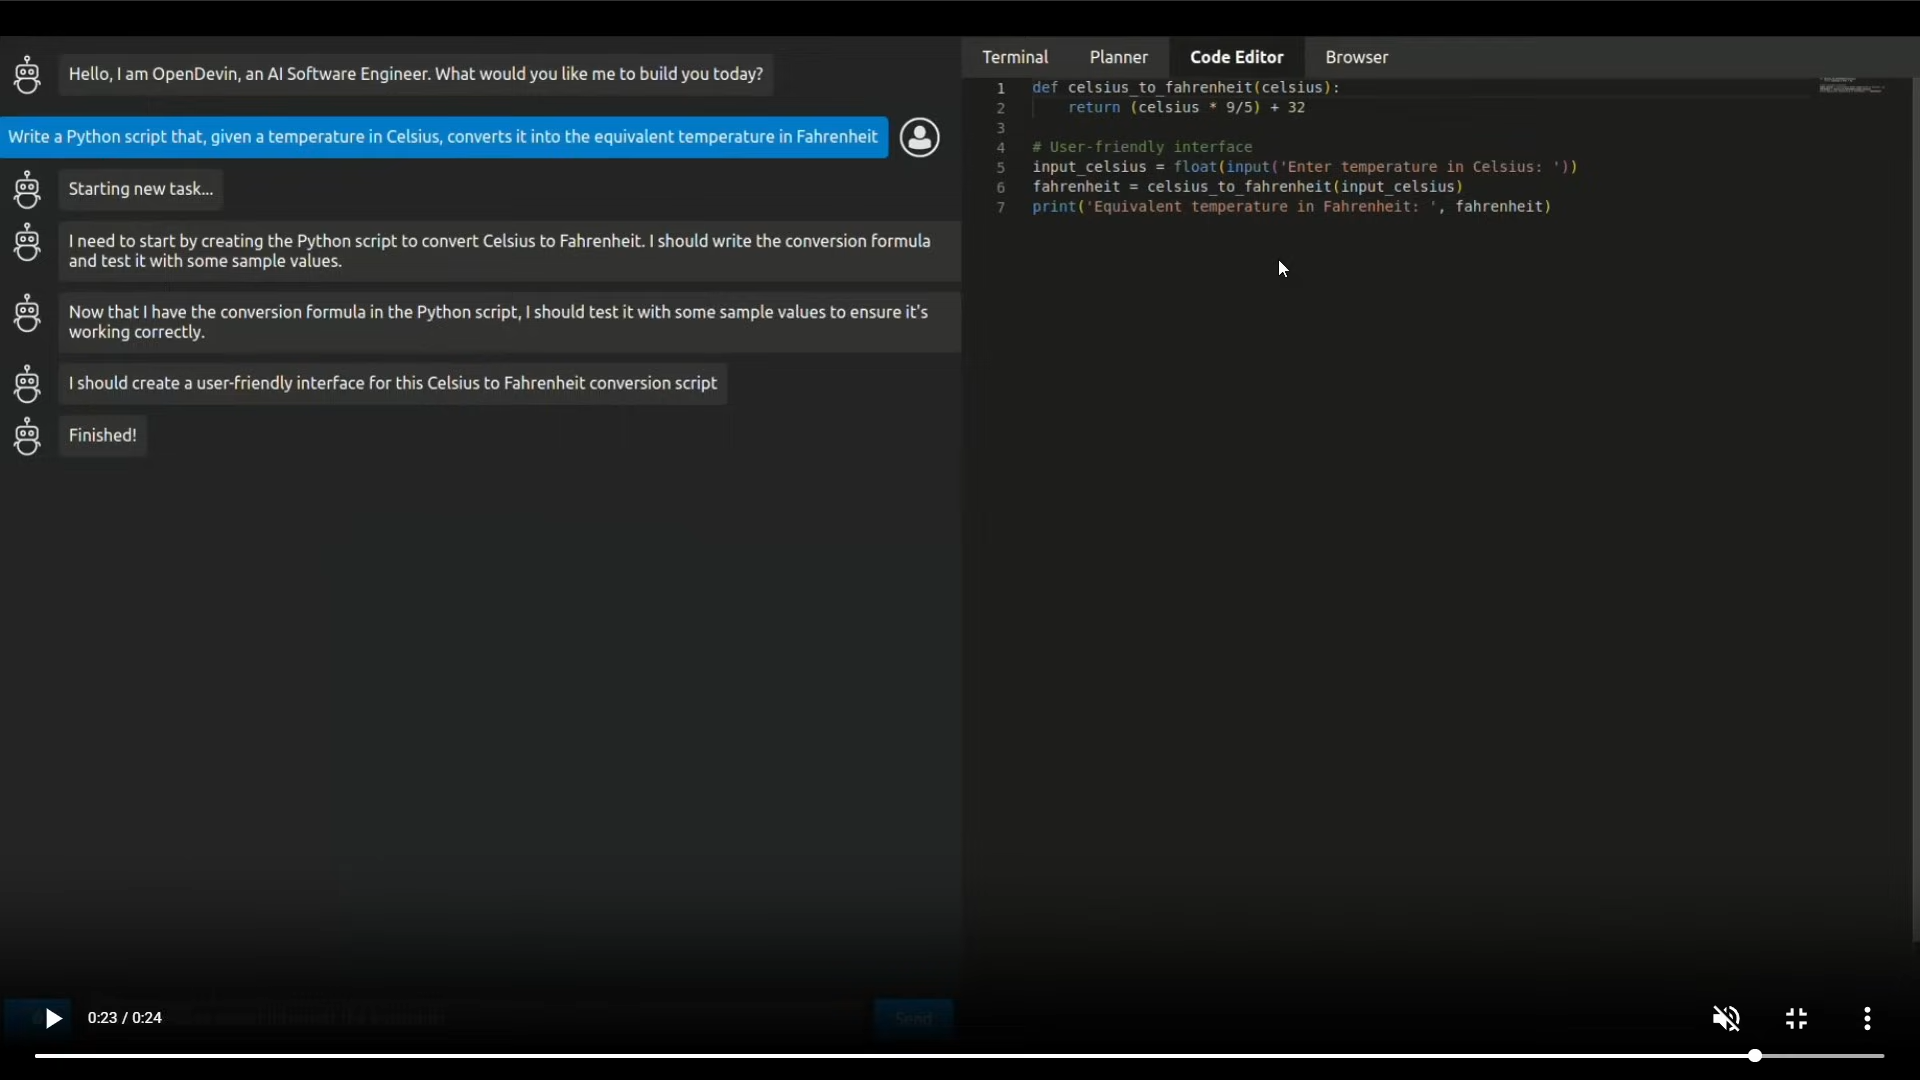 Hello, I am OpenDevin, an AI Software Engineer. What would you like me to build you today?
Write a Python script that, given a temperature in Celsius, converts it into the equivalent temperature in Fahrenheit
Starting new task...
I need to start by creating the Python script to convert Celsius to Fahrenheit. I should write the conversion formula
and test it with some sample values.
Now that I have the conversion formula in the Python script, I should test it with some sample values to ensure it's
working correctly.
I should create a user-friendly interface for this Celsius to Fahrenheit conversion script
Finished!
Terminal Planner Code Editor Browser
1 def celsius_to_fahrenheit(celsius):
2     return (celsius * 9/5) + 32
3
4 # User-friendly interface
5 input_celsius = float(input('Enter temperature in Celsius: '))
6 fahrenheit = celsius_to_fahrenheit(input_celsius)
7 print('Equivalent temperature in Fahrenheit: ', fahrenheit)
Send
0:23 / 0:24